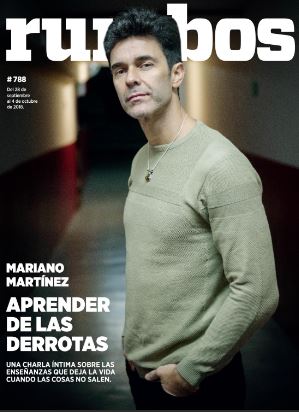 rumbos
#788
Del 28 de
septiembre
al 4 de octubre
de 2018.
MARIANO
MARTÍNEZ
APRENDER
DE LAS
DERROTAS
UNA CHARLA ÍNTIMA SOBRE LAS
ENSEÑANZAS QUE DEJA LA VIDA
CUANDO LAS COSAS NO SALEN.